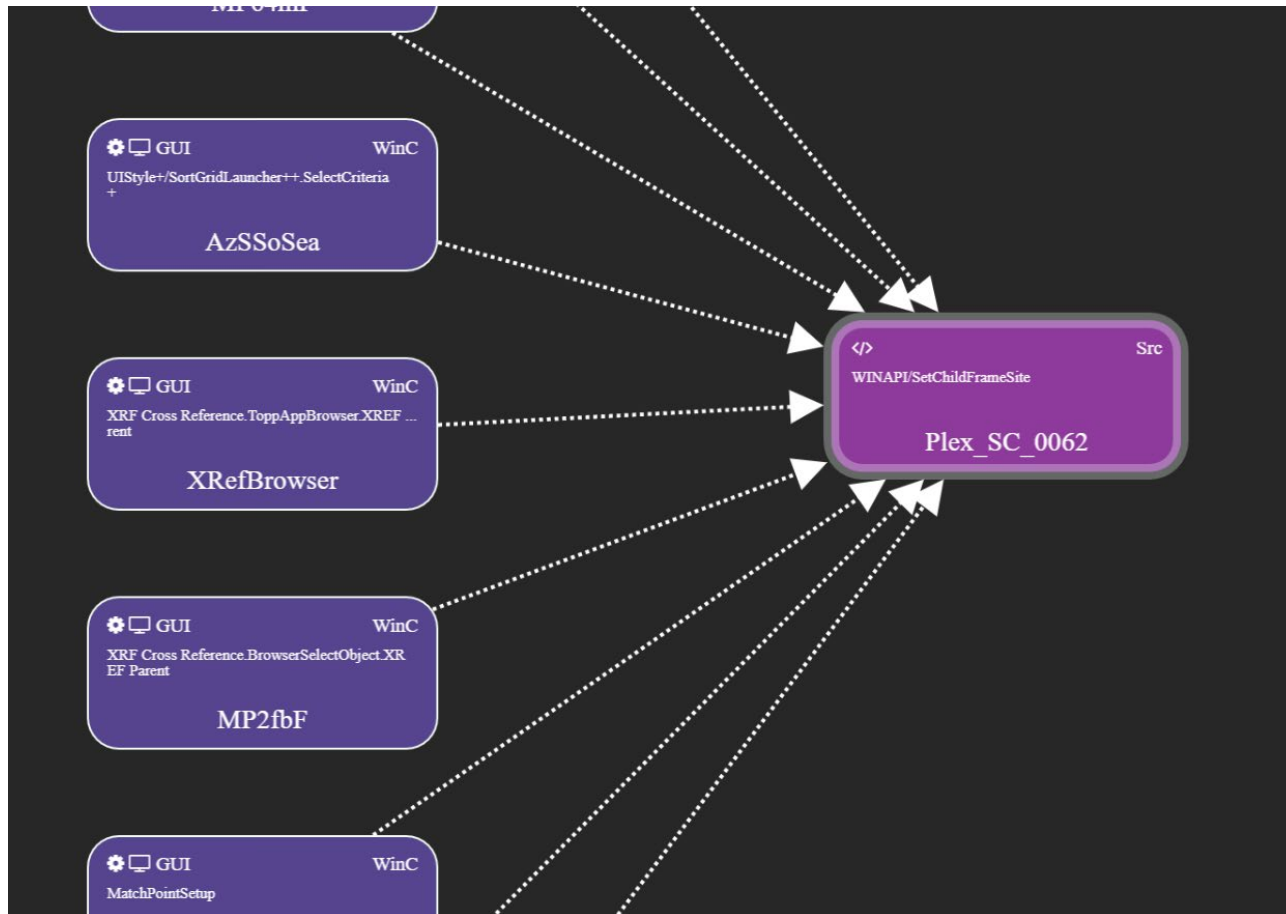 GUI WinC
UIStyle+/SortGridLauncher++.SelectCriteria
+
AzSSoSea
GUI WinC
XRF Cross Reference.ToppAppBrowser.XREF ...
rent
XRefBrowser
GUI WinC
XRF Cross Reference.BrowserSelectObject.XR
EF Parent
MP2fbF
GUI WinC
MatchPointSetup
</> Src
WINAPI/SetChildFrameSite
Plex_SC_0062